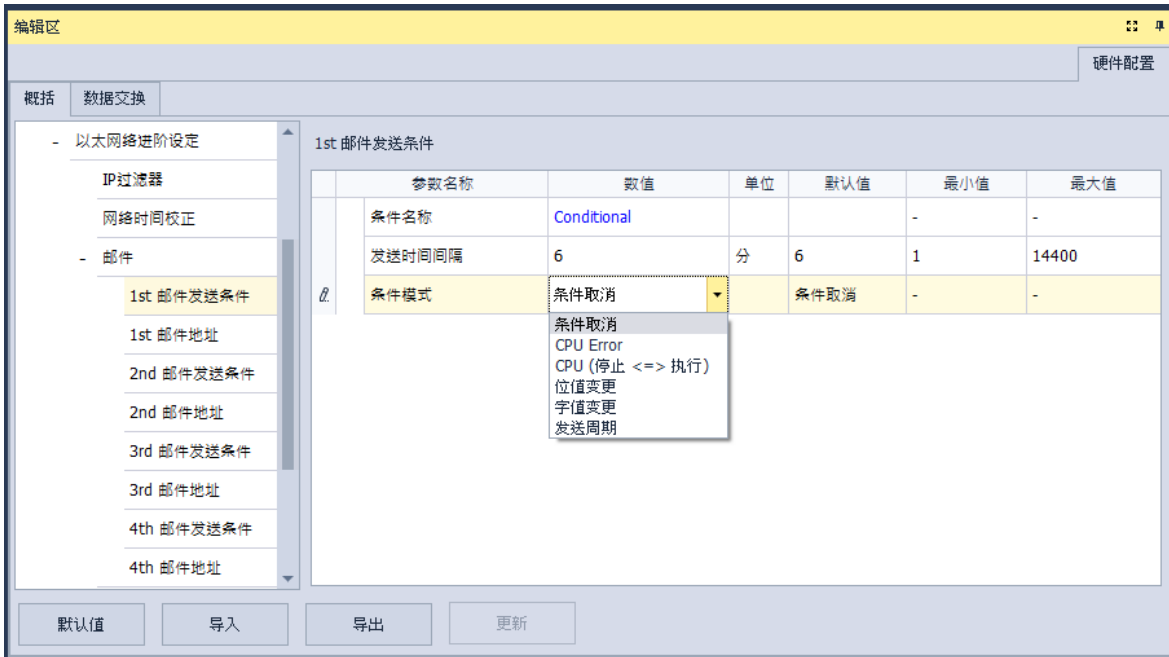 编辑区
硬件配置
概括 数据交换
- 以太网络进阶设定
IP过滤器
网络时间校正
- 邮件
1st 邮件发送条件
1st 邮件地址
2nd 邮件发送条件
2nd 邮件地址
3rd 邮件发送条件
3rd 邮件地址
4th 邮件发送条件
4th 邮件地址
1st 邮件发送条件
参数名称 数值 单位 默认值 最小值 最大值
条件名称 Conditional - -
发送时间间隔 6 分 6 1 14400
条件模式 条件取消 条件取消 - -
条件取消
CPU Error
CPU (停止 <=> 执行)
位值变更
字值变更
发送周期
默认值 导入 导出 更新